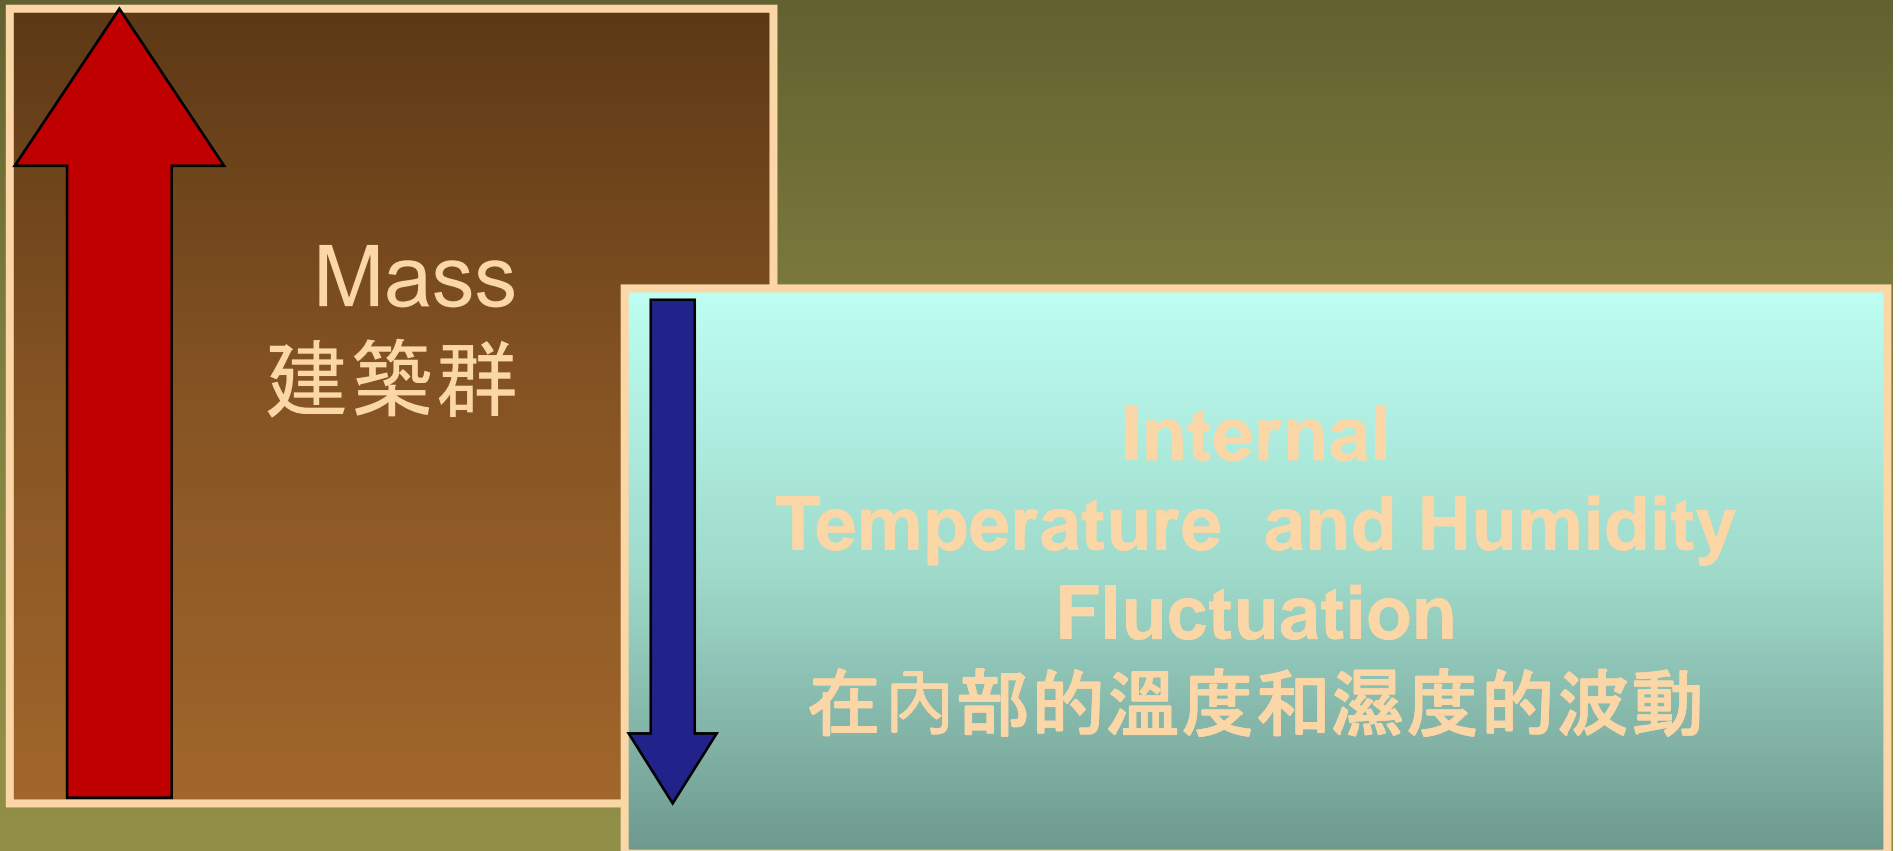 Mass
建築群
Internal
Temperature and Humidity
Fluctuation
在內部的溫度和濕度的波動